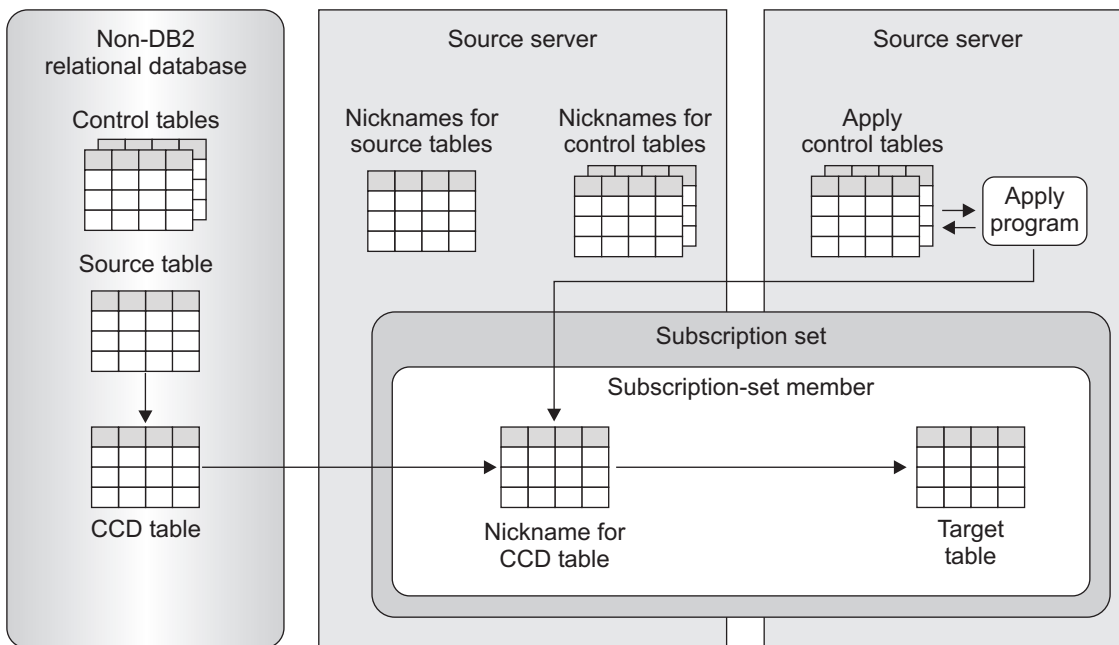 Non-DB2
relational database
Control tables
Source table
CCD table
Source server
Nicknames for
source tables
Nicknames for
control tables
Source server
Apply
control tables
Apply
program
Subscription set
Subscription-set member
Nickname for
CCD table
Target
table